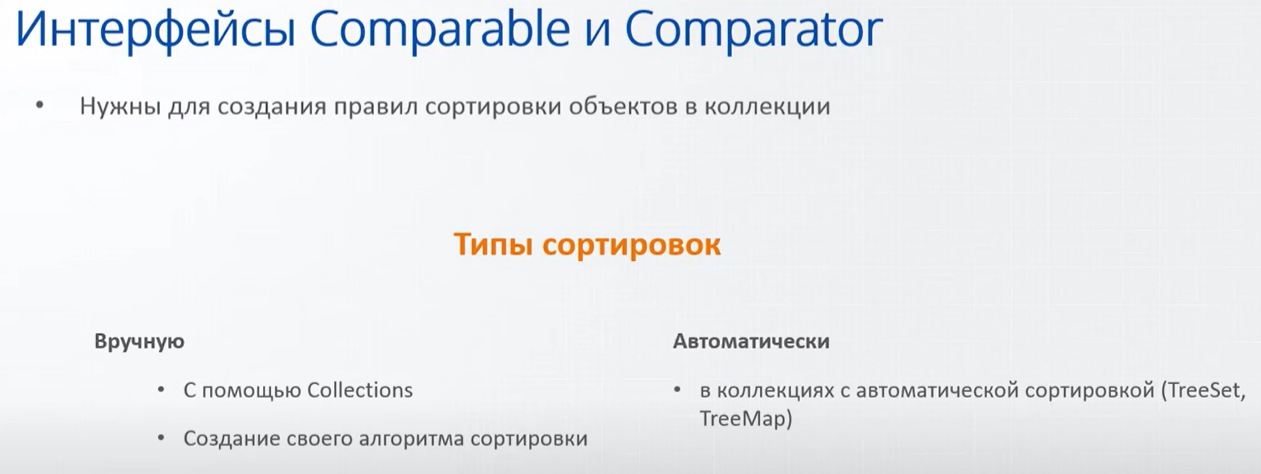 Интерфейсы Comparable и Comparator
• Нужны для создания правил сортировки объектов в коллекции
Типы сортировок
Вручную
• С помощью Collections
• Создание своего алгоритма сортировки
Автоматически
• в коллекциях с автоматической сортировкой (TreeSet,
TreeMap)